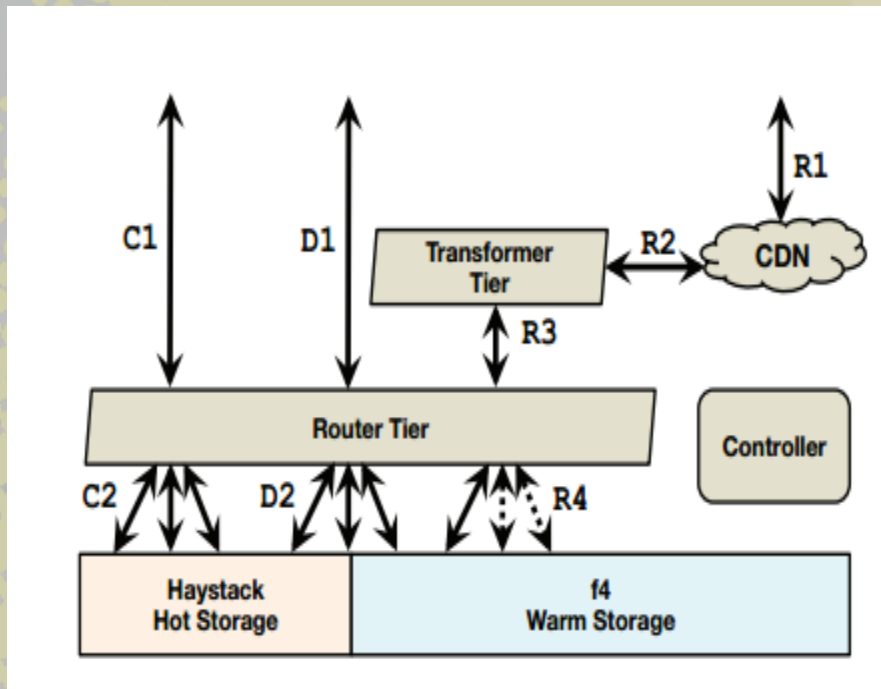 R1
C1
D1
Transformer
Tier
R2
CDN
R3
Router Tier
Controller
C2
D2
R4
Haystack
Hot Storage
f4
Warm Storage